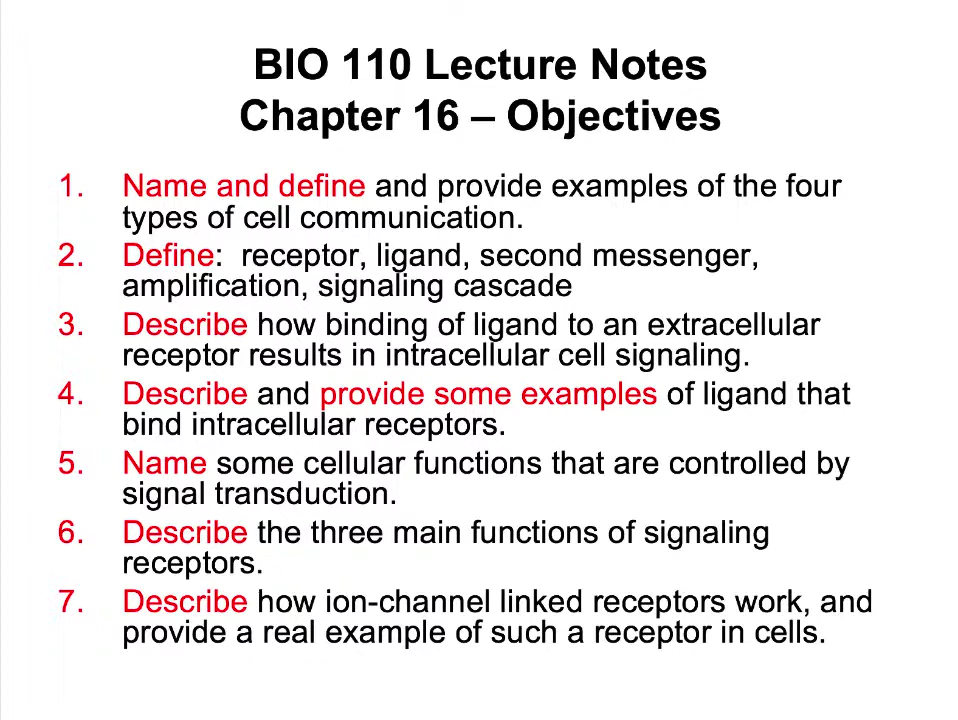 BIO 110 Lecture Notes
Chapter 16 – Objectives
1. Name and define and provide examples of the four
types of cell communication.
2. Define:  receptor, ligand, second messenger,
amplification, signaling cascade
3. Describe how binding of ligand to an extracellular
receptor results in intracellular cell signaling.
4. Describe and provide some examples of ligand that
bind intracellular receptors.
5. Name some cellular functions that are controlled by
signal transduction.
6. Describe the three main functions of signaling
receptors.
7. Describe how ion-channel linked receptors work, and
provide a real example of such a receptor in cells.